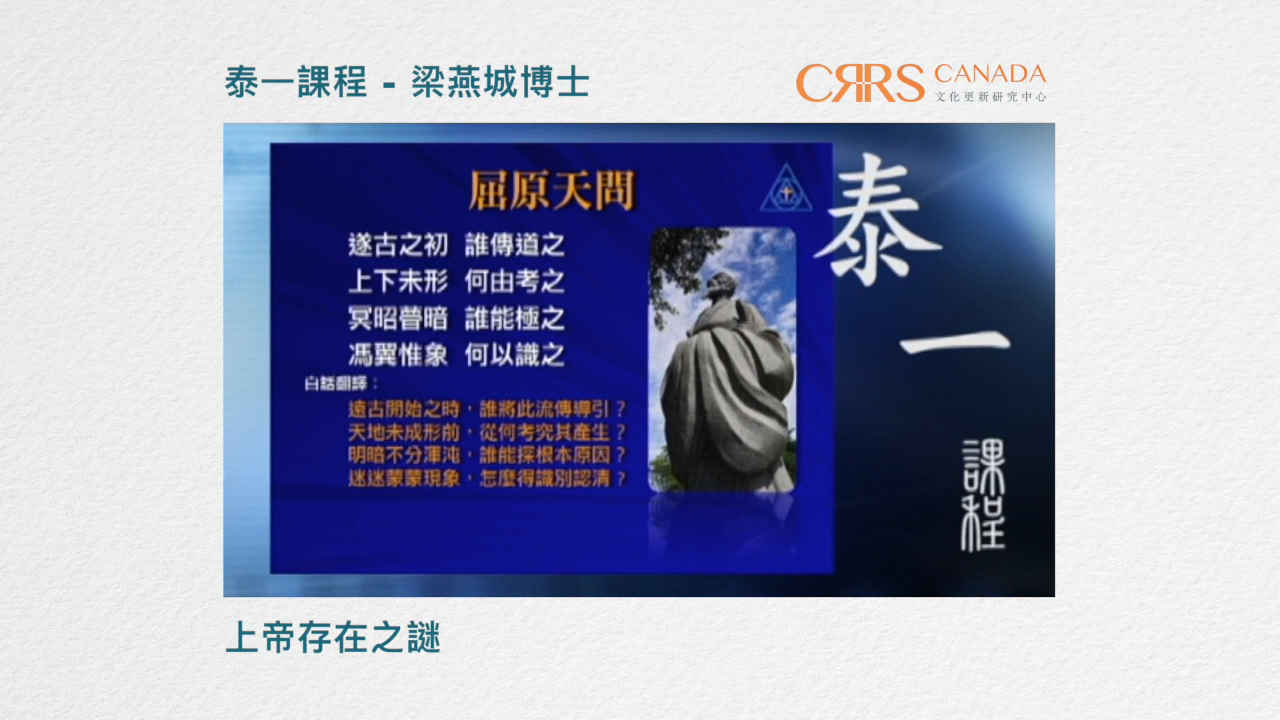 泰一課程 - 梁燕城博士
CRRS CANADA
文化更新研究中心
屈原天問
遂古之初 誰傳道之
上下未形 何由考之
冥昭瞢暗 誰能極之
馮翼惟象 何以識之
白話翻譯：
遠古開始之時，誰將此流傳導引？
天地未成形前，從何考究其產生？
明暗不分渾沌，誰能探根本原因？
迷迷蒙蒙現象，怎麼得識別認清？
泰一
課程
上帝存在之謎